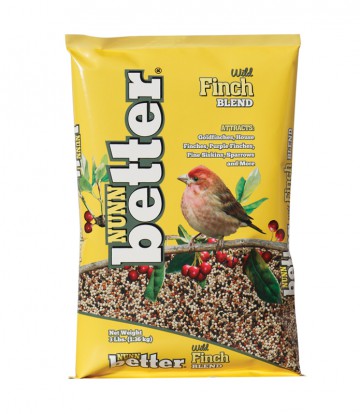 NUNN
better®
Wild
Finch
BLEND
ATTRACTS:
Goldfinches, House
Finches, Purple Finches,
Pine Siskins, Sparrows
and More
Net Weight
3 Lbs. (1.36 kg)
NUNN
better
Wild
Finch
BLEND